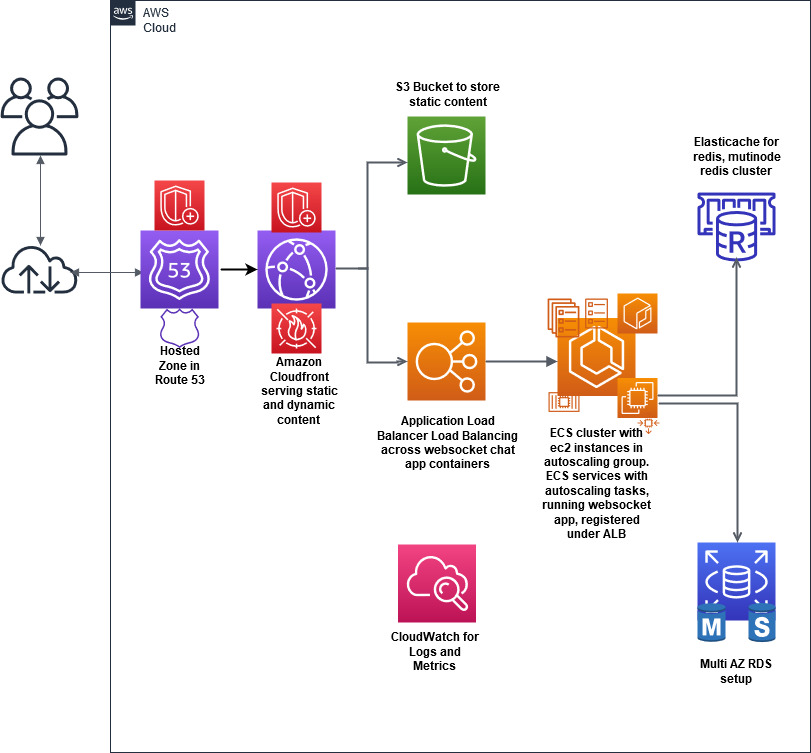 aws
AWS
Cloud
S3 Bucket to store
static content
Elasticache for
redis, mutinode
redis cluster
R
53
Hosted
Zone in
Route 53
Amazon
Cloudfront
serving static
and dynamic
content
Application Load
Balancer Load Balancing
across websocket chat
app containers
ECS cluster with
ec2 instances in
autoscaling group.
ECS services with
autoscaling tasks,
running websocket
app, registered
under ALB
CloudWatch for
Logs and
Metrics
M
S
Multi AZ RDS
setup